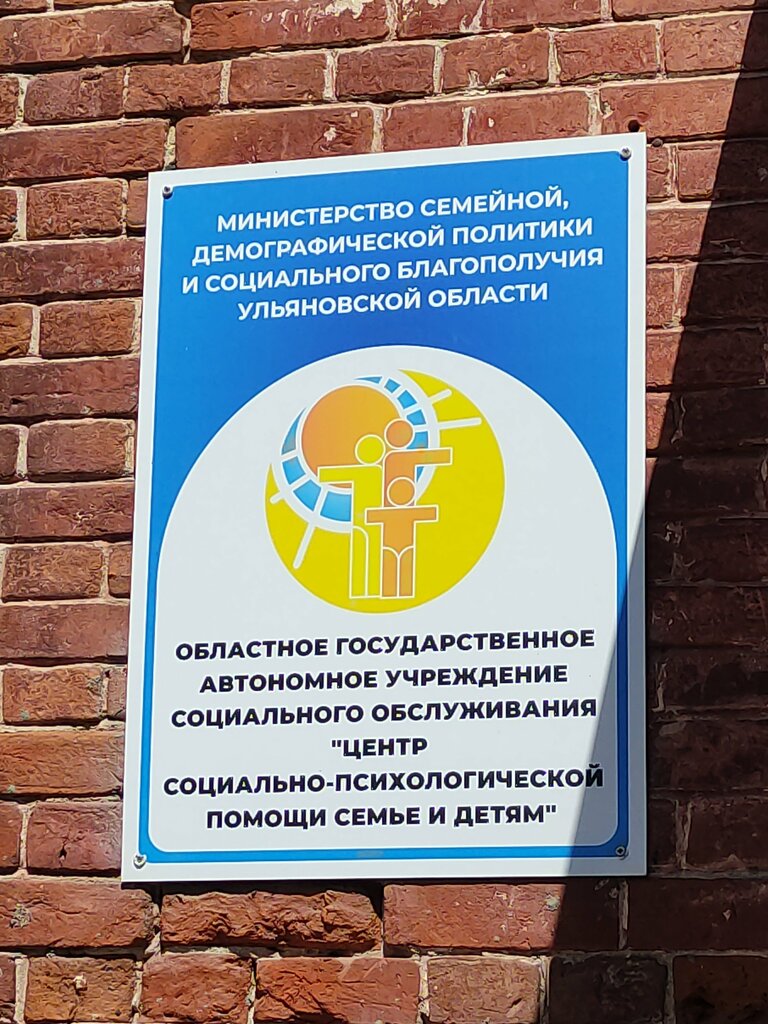 МИНИСТЕРСТВО СЕМЕЙНОЙ,
ДЕМОГРАФИЧЕСКОЙ ПОЛИТИКИ
И СОЦИАЛЬНОГО БЛАГОПОЛУЧИЯ
УЛЬЯНОВСКОЙ ОБЛАСТИ
ОБЛАСТНОЕ ГОСУДАРСТВЕННОЕ
АВТОНОМНОЕ УЧРЕЖДЕНИЕ
СОЦИАЛЬНОГО ОБСЛУЖИВАНИЯ
"ЦЕНТР
СОЦИАЛЬНО-ПСИХОЛОГИЧЕСКОЙ
ПОМОЩИ СЕМЬЕ И ДЕТЯМ"